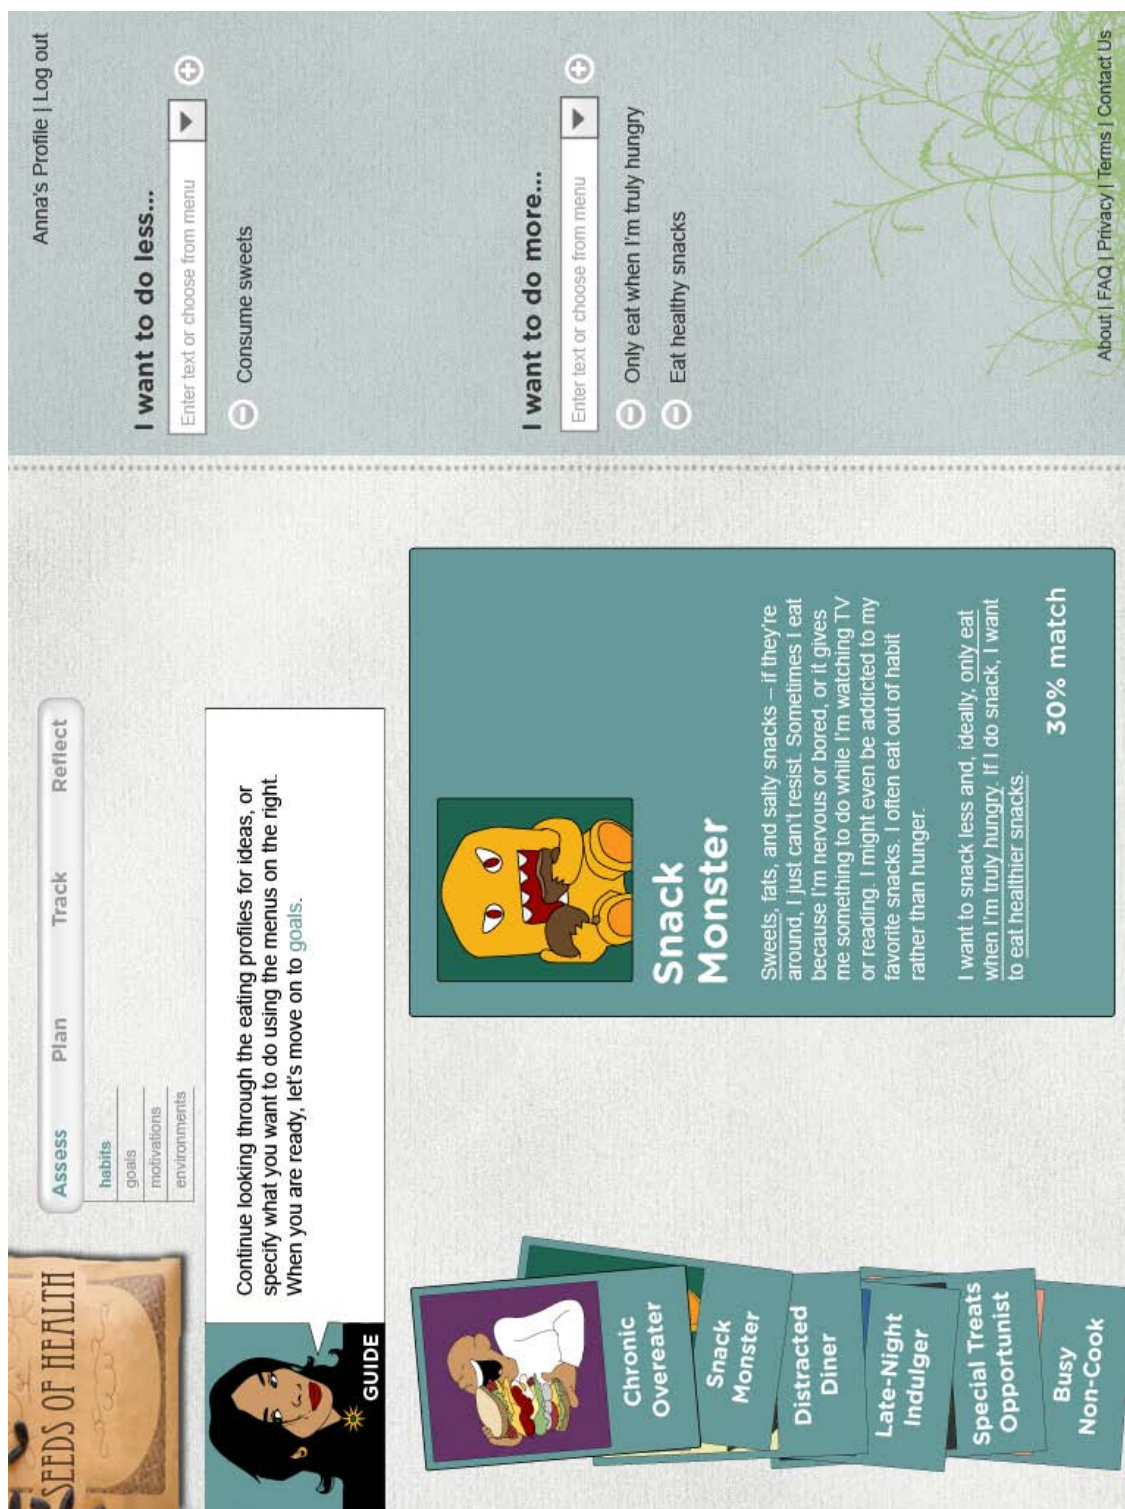 SEEDS OF HEALTH
Assess Plan Track Reflect
habits
goals
motivations
environments
Anna's Profile | Log out
GUIDE
Continue looking through the eating profiles for ideas, or
specify what you want to do using the menus on the right.
When you are ready, let's move on to goals.
Chronic
Overeater
Snack
Monster
Distracted
Diner
Late-Night
Indulger
Special Treats
Opportunist
Busy
Non-Cook
Snack
Monster
Sweets, fats, and salty snacks – if they're
around, I just can't resist. Sometimes I eat
because I'm nervous or bored, or it gives
me something to do while I'm watching TV
or reading. I might even be addicted to my
favorite snacks. I often eat out of habit
rather than hunger.
I want to snack less and, ideally, only eat
when I'm truly hungry. If I do snack, I want
to eat healthier snacks.
30% match
I want to do less...
Enter text or choose from menu
Consume sweets
I want to do more...
Enter text or choose from menu
Only eat when I'm truly hungry
Eat healthy snacks
About | FAQ | Privacy | Terms | Contact Us